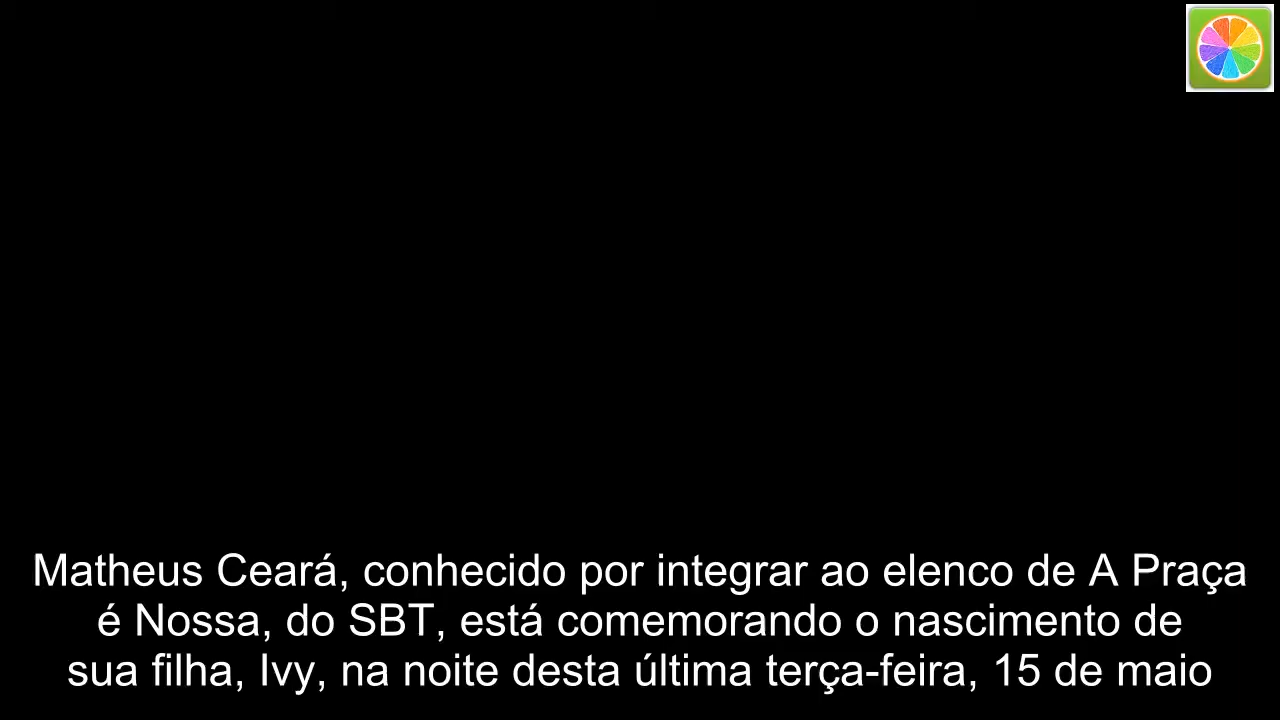 Matheus Ceará, conhecido por integrar ao elenco de A Praça
é Nossa, do SBT, está comemorando o nascimento de
sua filha, Ivy, na noite desta última terça-feira, 15 de maio